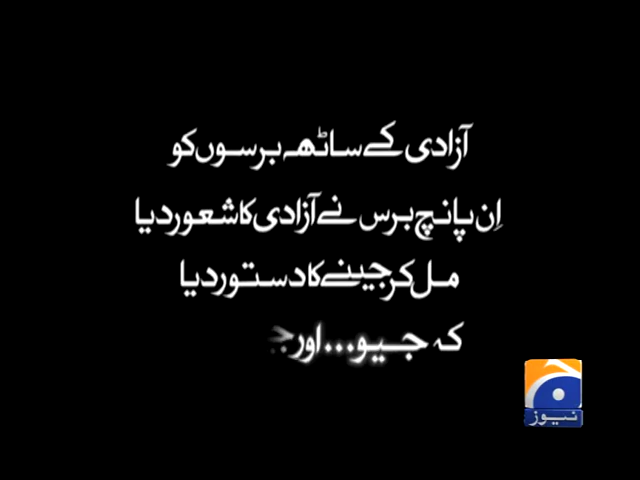 آزادی کے ساٹھ برسوں کو
اِن پانچ برس نے آزادی کا شعور دیا
مل کر جینے کا دستور دیا
کہ جیو...اور
نیوز